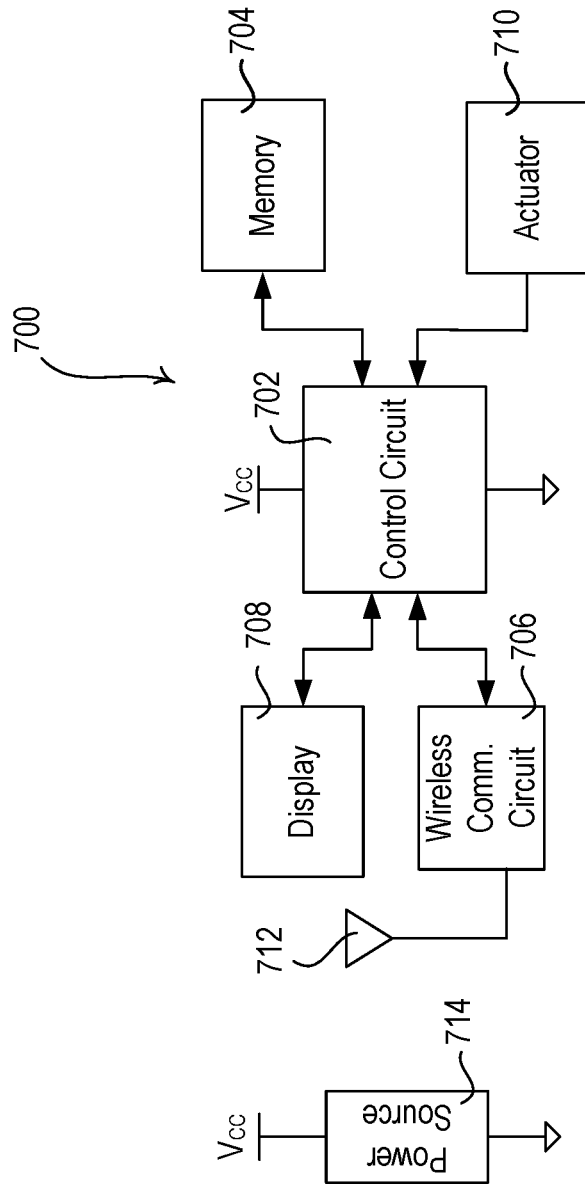 700
Vcc
702
Control Circuit
704
Memory
708
Display
706
Wireless
Comm.
Circuit
710
Actuator
712
Vcc
714
Power
Source